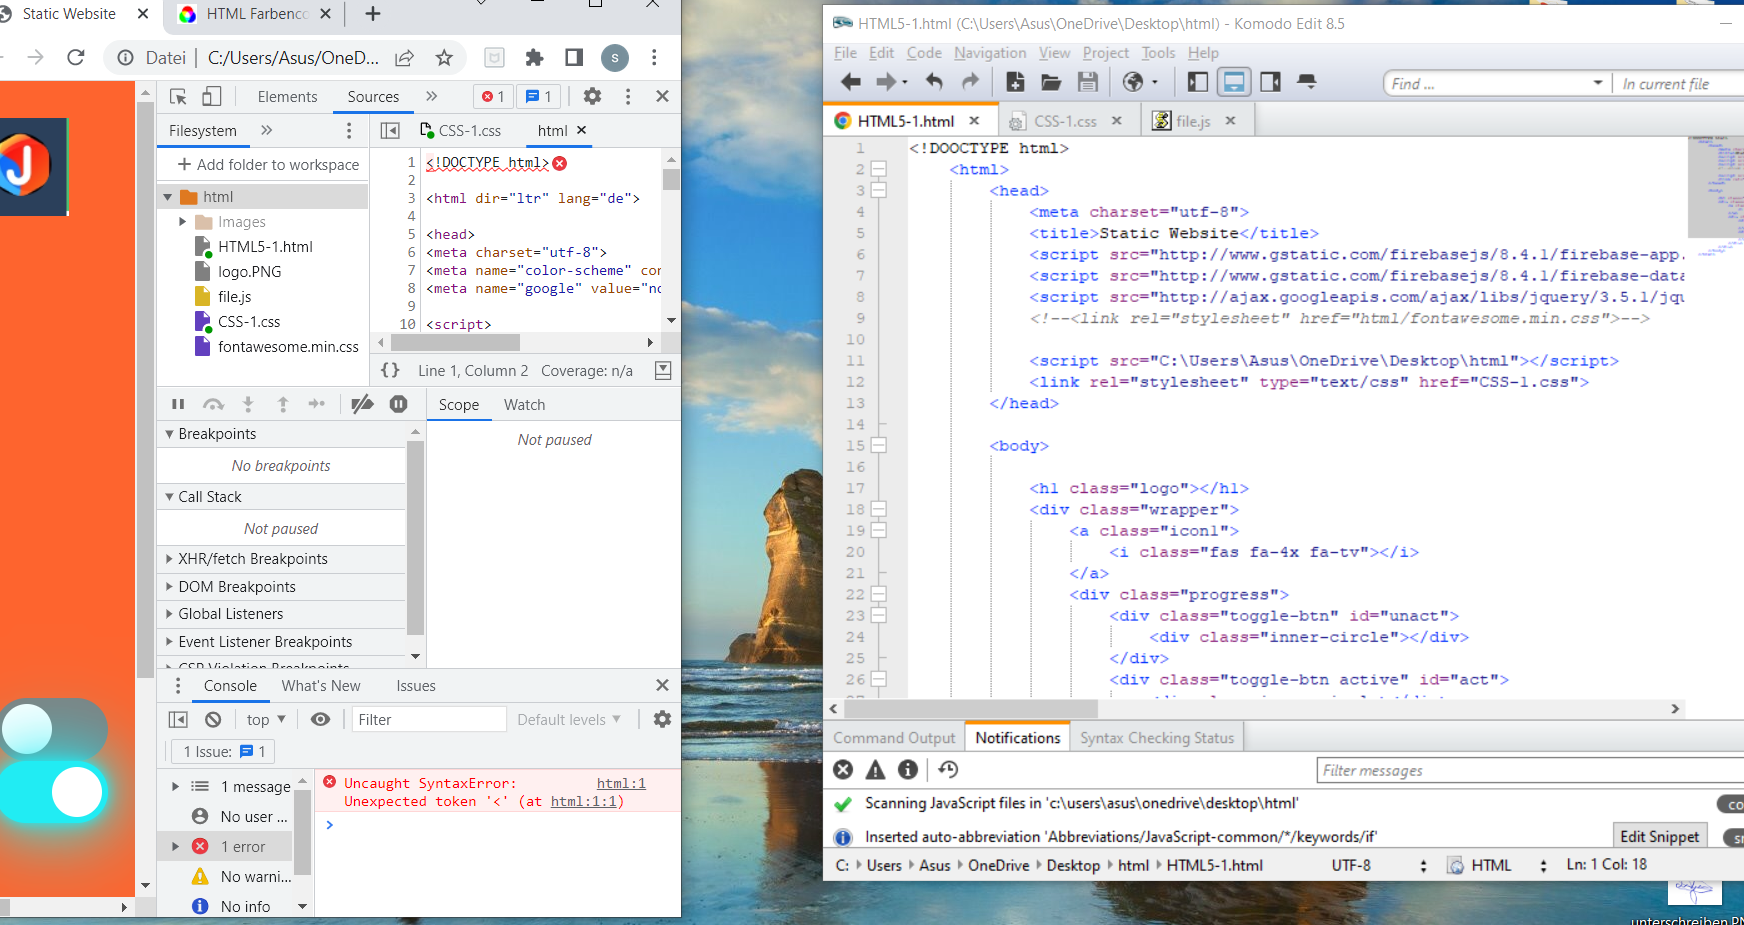 Static Website
HTML Farbenco
Datei
C:/Users/Asus/OneD...
s
Elements
Sources
1
1
Filesystem
CSS-1.css
html
Add folder to workspace
html
Images
HTML5-1.html
logo.PNG
file.js
CSS-1.css
fontawesome.min.css
1 <!DOCTYPE html>
2
3 <html dir="ltr" lang="de">
4
5 <head>
6 <meta charset="utf-8">
7 <meta name="color-scheme" cor
8 <meta name="google" value="no
9
10 <script>
{} Line 1, Column 2 Coverage: n/a
Scope
Watch
Not paused
Breakpoints
No breakpoints
Call Stack
Not paused
XHR/fetch Breakpoints
DOM Breakpoints
Global Listeners
Event Listener Breakpoints
CSP Violation Breakpoints
Console
What's New
Issues
top
Filter
Default levels
1 Issue: 1
1 message
No user ...
1 error
No warni...
No info
Uncaught SyntaxError: html:1
Unexpected token '<' (at html:1:1)
>
HTML5-1.html (C:\Users\Asus\OneDrive\Desktop\html) - Komodo Edit 8.5
File Edit Code Navigation View Project Tools Help
Find ...
In current file
HTML5-1.html
CSS-1.css
file.js
1 <!DOOCTYPE html>
2 <html>
3 <head>
4 <meta charset="utf-8">
5 <title>Static Website</title>
6 <script src="http://www.gstatic.com/firebasejs/8.4.1/firebase-app.
7 <script src="http://www.gstatic.com/firebasejs/8.4.1/firebase-data
8 <script src="http://ajax.googleapis.com/ajax/libs/jquery/3.5.1/jqu
9 <!--<link rel="stylesheet" href="html/fontawesome.min.css">-->
10
11 <script src="C:\Users\Asus\OneDrive\Desktop\html"></script>
12 <link rel="stylesheet" type="text/css" href="CSS-1.css">
13 </head>
14
15 <body>
16
17 <h1 class="logo"></h1>
18 <div class="wrapper">
19 <a class="icon1">
20 <i class="fas fa-4x fa-tv"></i>
21 </a>
22 <div class="progress">
23 <div class="toggle-btn" id="unact">
24 <div class="inner-circle"></div>
25 </div>
26 <div class="toggle-btn active" id="act">
Command Output
Notifications
Syntax Checking Status
Filter messages
Scanning JavaScript files in 'c:\users\asus\onedrive\desktop\html'
co
Inserted auto-abbreviation 'Abbreviations/JavaScript-common/*/keywords/if'
Edit Snippet
sn
C: Users Asus OneDrive Desktop html HTML5-1.html
UTF-8
HTML
Ln: 1 Col: 18
unterschreiben PN